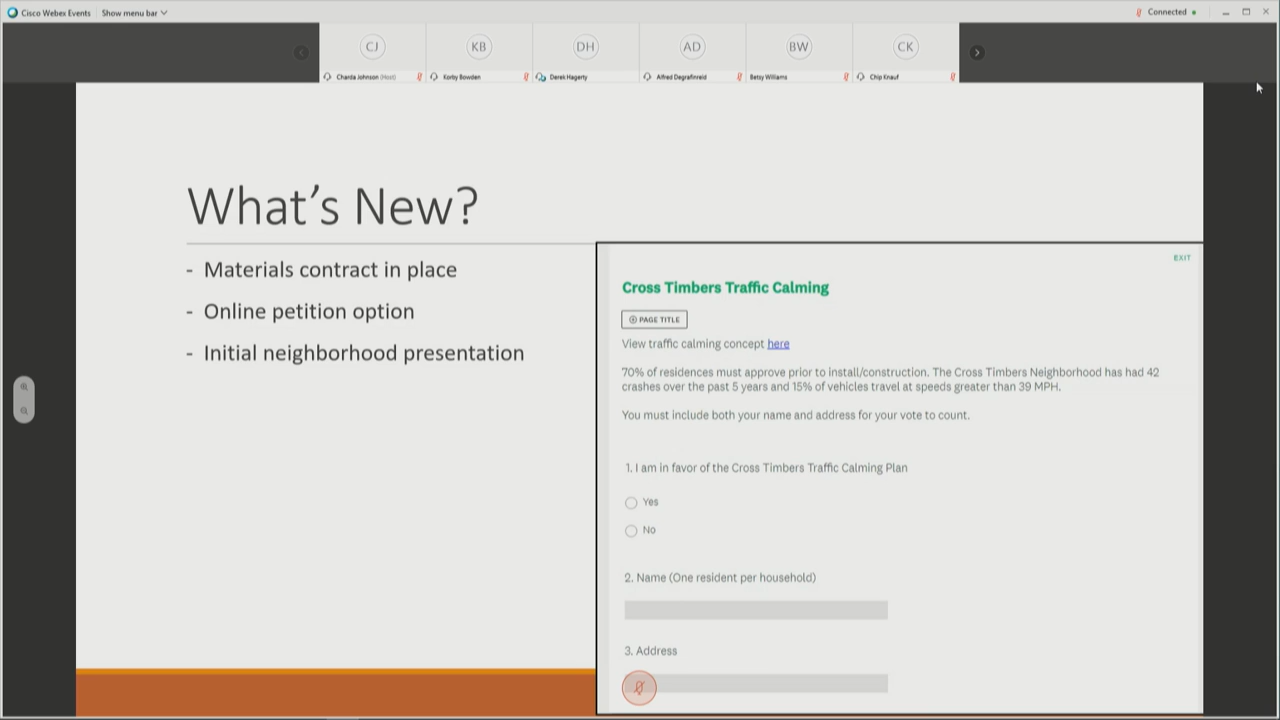 Cisco Webex Events Show menu bar
Connected
CJ KB DH AD BW CK
Charda Johnson (Host) Korby Bowden Derek Hagerty Alfred Degrafinreid Betsy Williams Chip Knauf
What's New?
- Materials contract in place
- Online petition option
- Initial neighborhood presentation
EXIT
Cross Timbers Traffic Calming
PAGE TITLE
View traffic calming concept here
70% of residences must approve prior to install/construction. The Cross Timbers Neighborhood has had 42
crashes over the past 5 years and 15% of vehicles travel at speeds greater than 39 MPH.
You must include both your name and address for your vote to count.
1. I am in favor of the Cross Timbers Traffic Calming Plan
Yes
No
2. Name (One resident per household)
3. Address